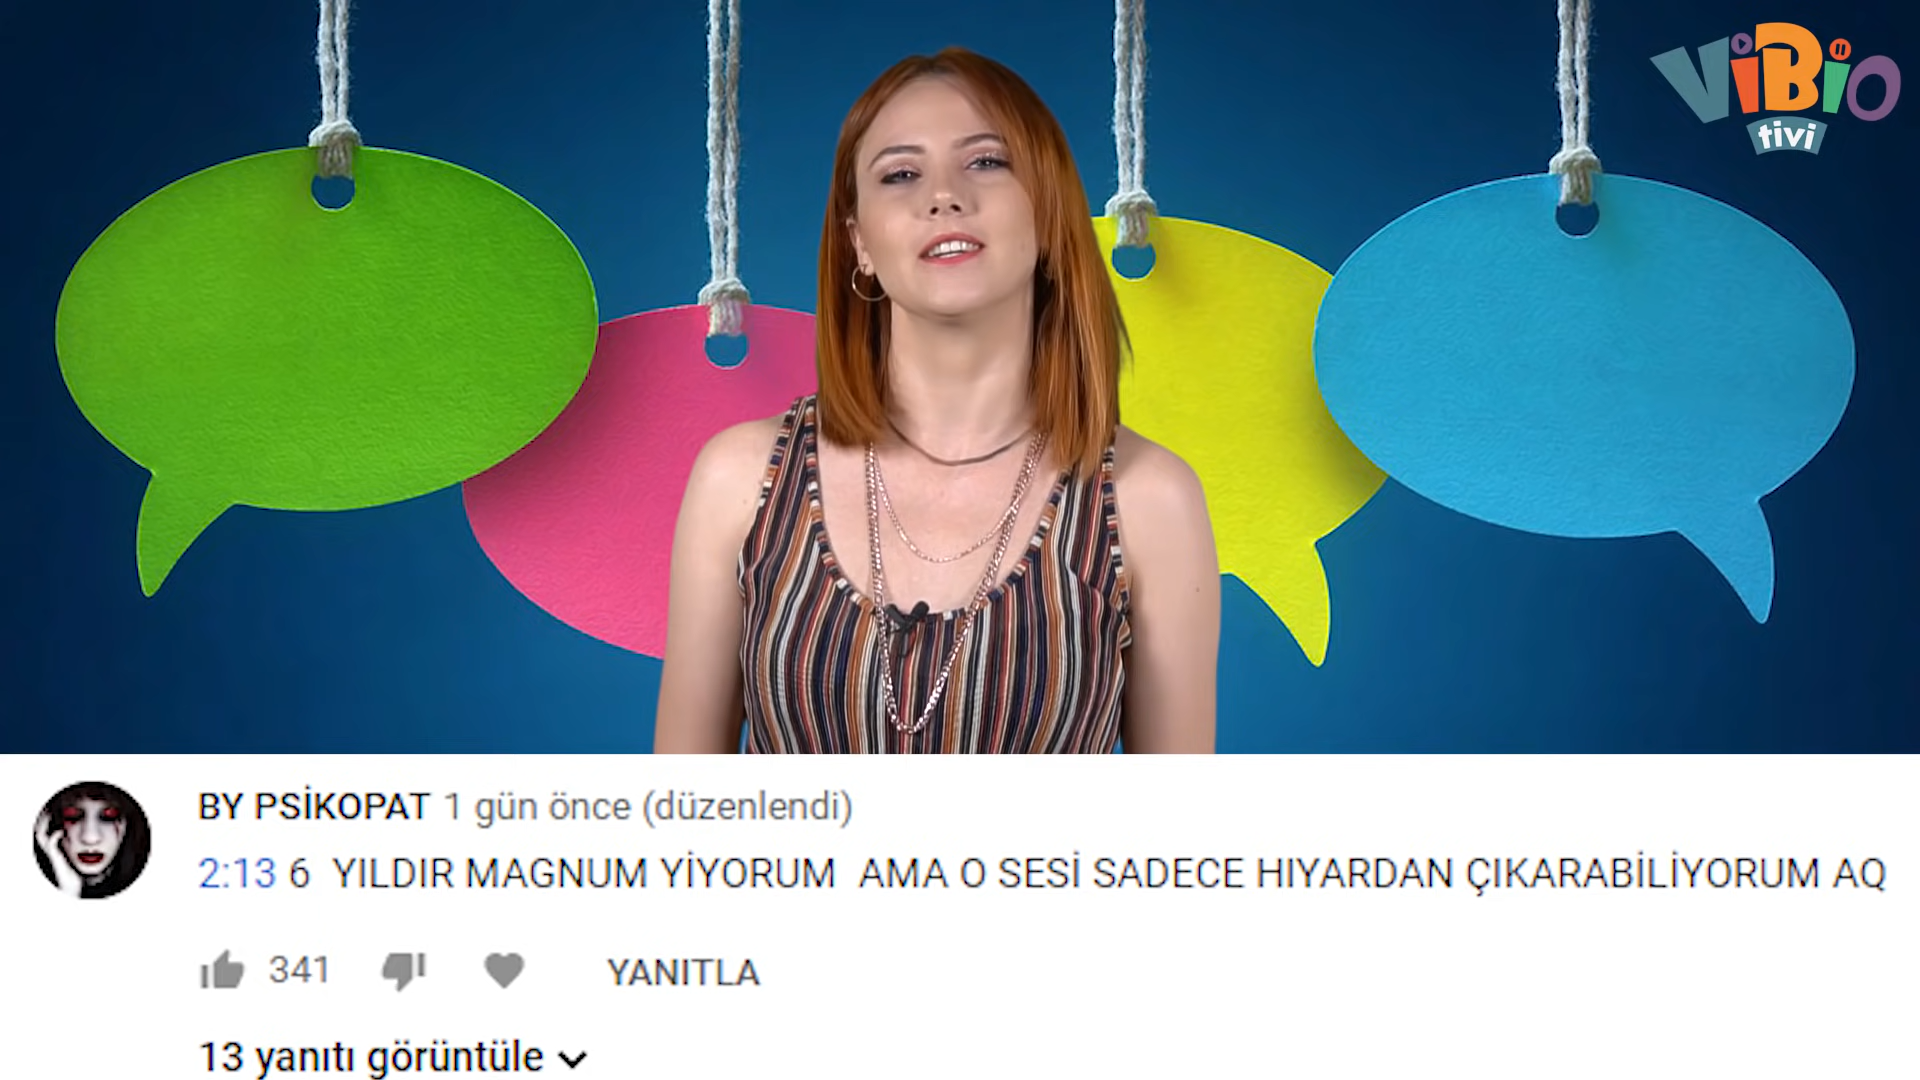 ViBiO
tivi
BY PSİKOPAT 1 gün önce (düzenlendi)
2:13 6 YILDIR MAGNUM YİYORUM AMA O SESİ SADECE HIYARDAN ÇIKARABİLİYORUM AQ
341 YANITLA
13 yanıtı görüntüle